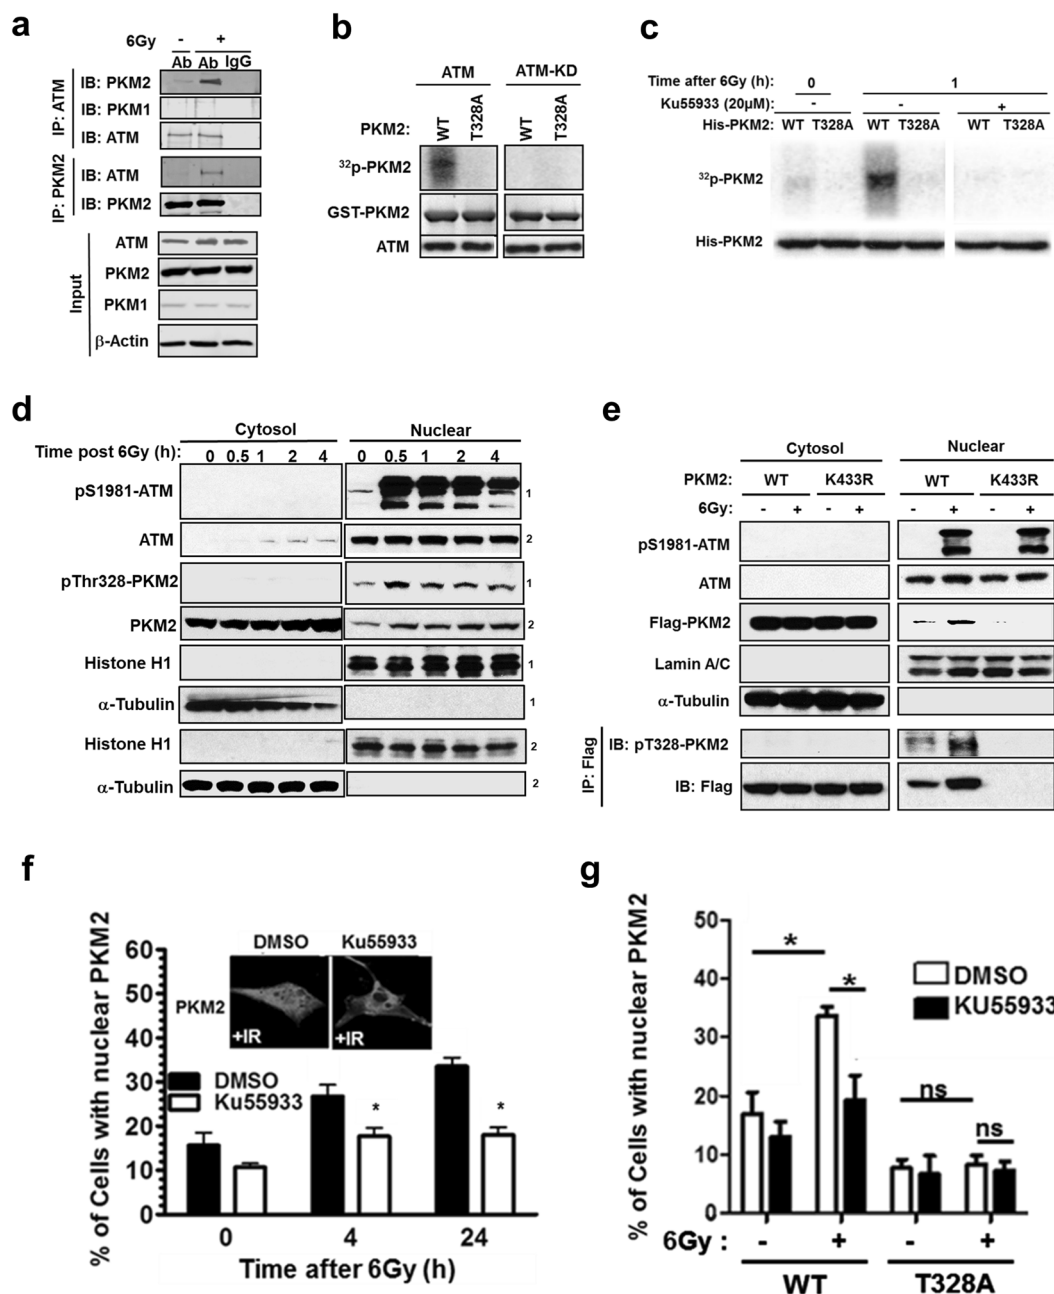 a
6Gy - +
Ab Ab IgG
IP: ATM
IB: PKM2
IB: PKM1
IB: ATM
IP: PKM2
IB: ATM
IB: PKM2
Input
ATM
PKM2
PKM1
β-Actin
b
ATM ATM-KD
PKM2: WT T328A WT T328A
³²p-PKM2
GST-PKM2
ATM
c
Time after 6Gy (h): 0 1
Ku55933 (20µM): - - +
His-PKM2: WT T328A WT T328A WT T328A
³²p-PKM2
His-PKM2
d
Cytosol Nuclear
Time post 6Gy (h): 0 0.5 1 2 4 0 0.5 1 2 4
pS1981-ATM 1
ATM 2
pThr328-PKM2 1
PKM2 2
Histone H1 1
α-Tubulin 1
Histone H1 2
α-Tubulin 2
e
Cytosol Nuclear
PKM2: WT K433R WT K433R
6Gy: - + - + - + - +
pS1981-ATM
ATM
Flag-PKM2
Lamin A/C
α-Tubulin
IP: Flag
IB: pT328-PKM2
IB: Flag
f
% of Cells with nuclear PKM2
60
50
40
30
20
10
0
DMSO Ku55933
PKM2
+IR +IR
DMSO
Ku55933
* *
0 4 24
Time after 6Gy (h)
g
% of Cells with nuclear PKM2
50
40
30
20
10
0
* *
ns ns
DMSO
KU55933
6Gy : - + - +
WT T328A